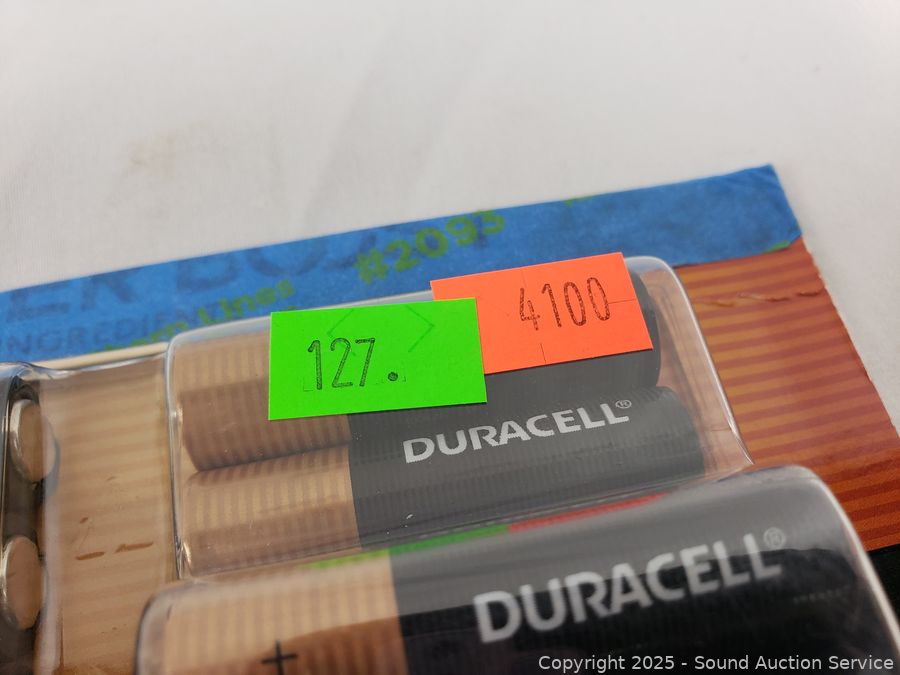 #2093
4100
127.
DURACELL®
DURACELL®
+
Copyright 2025 - Sound Auction Service